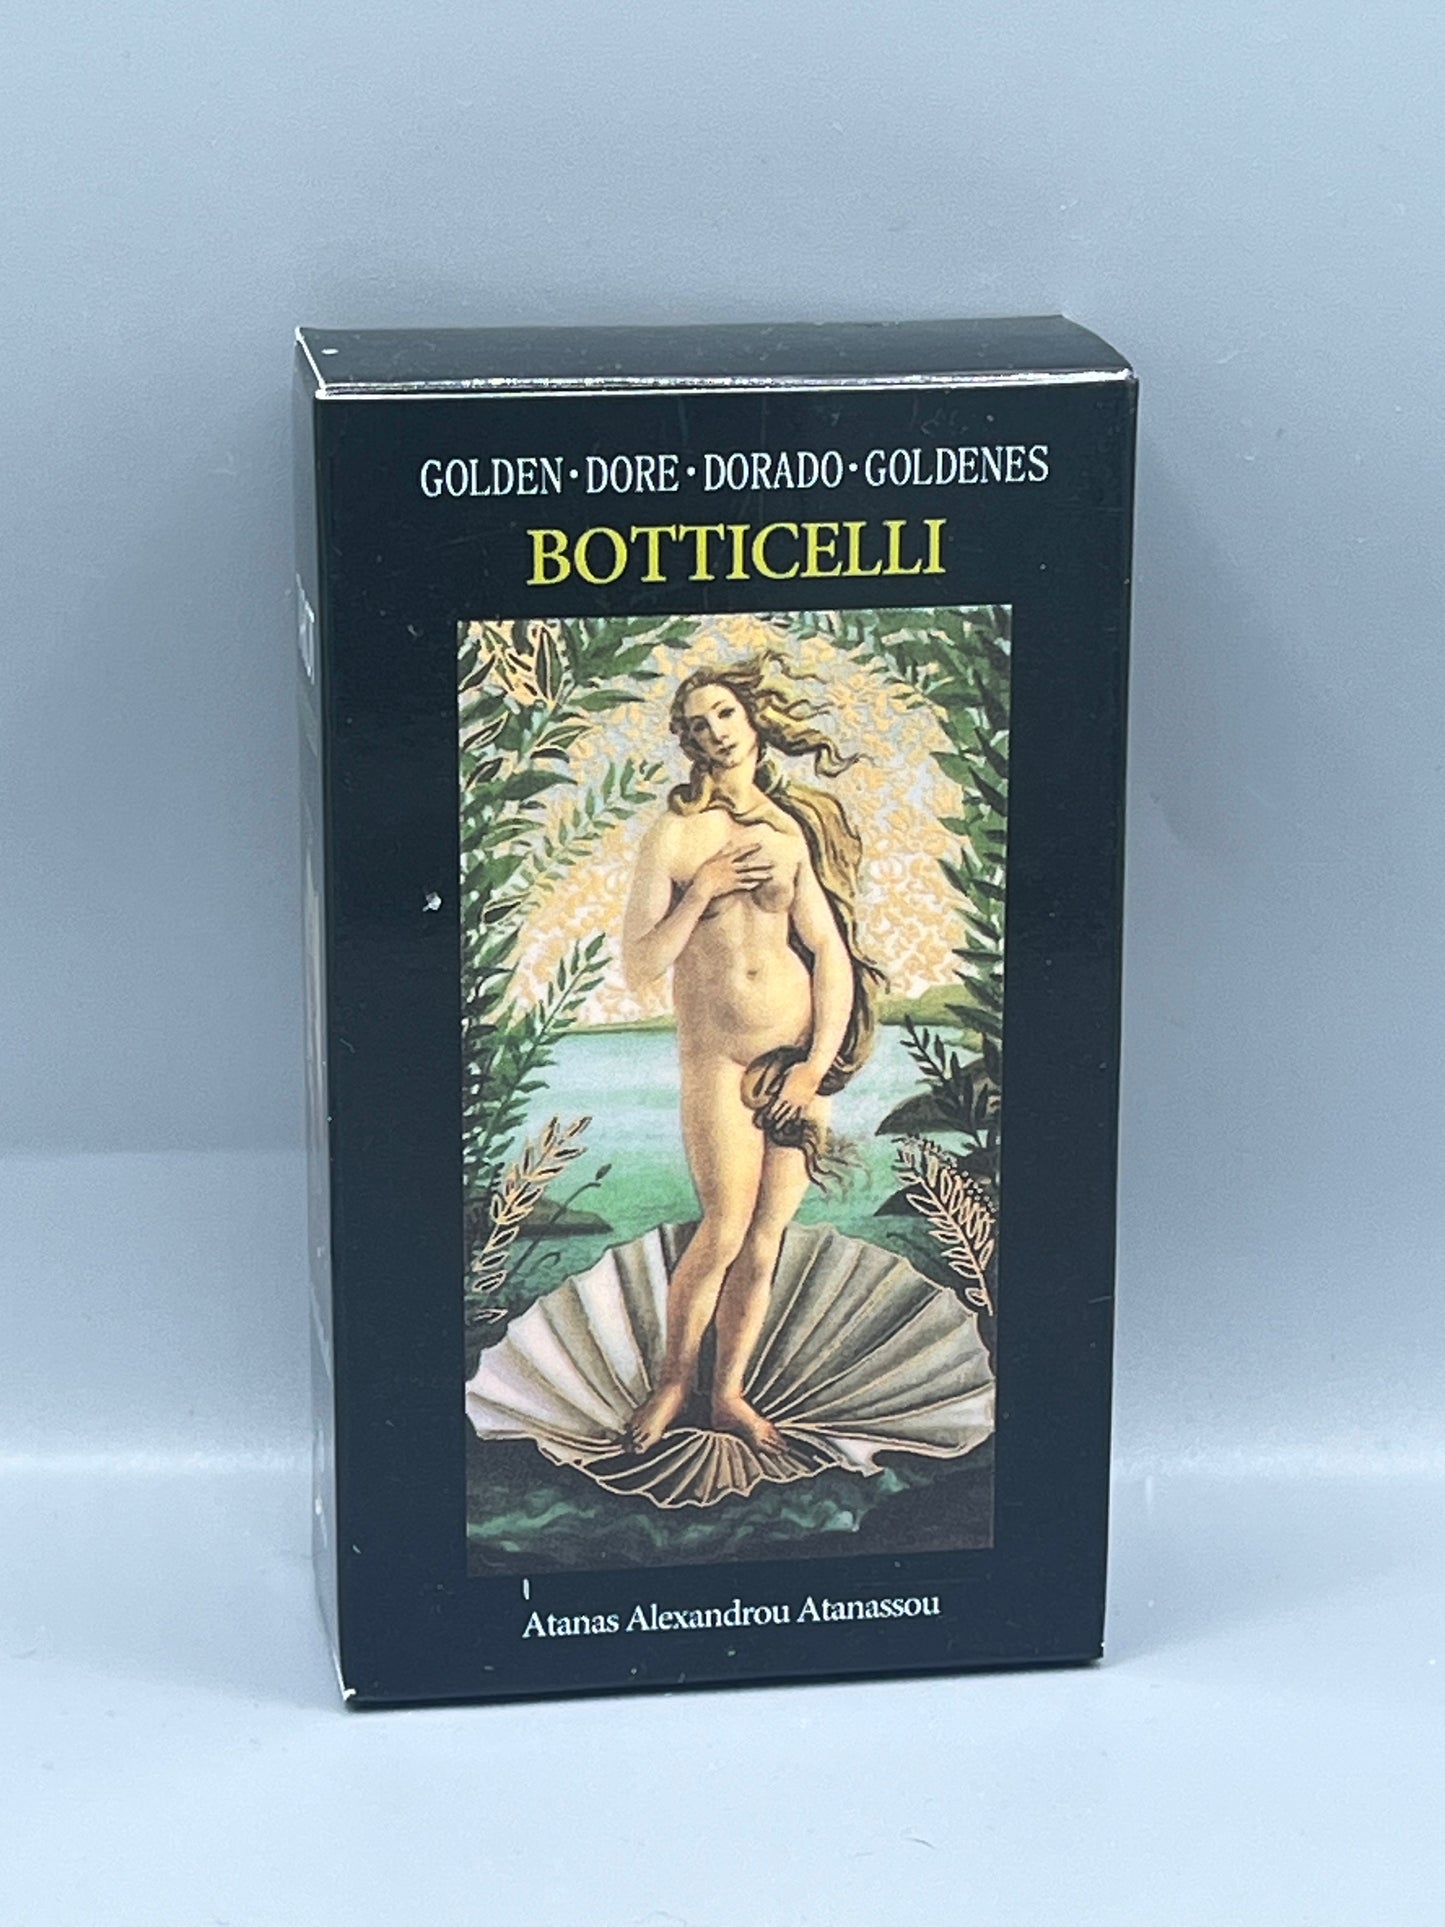 GOLDEN · DORE · DORADO · GOLDENES
BOTTICELLI
Atanas Alexandrou Atanassou